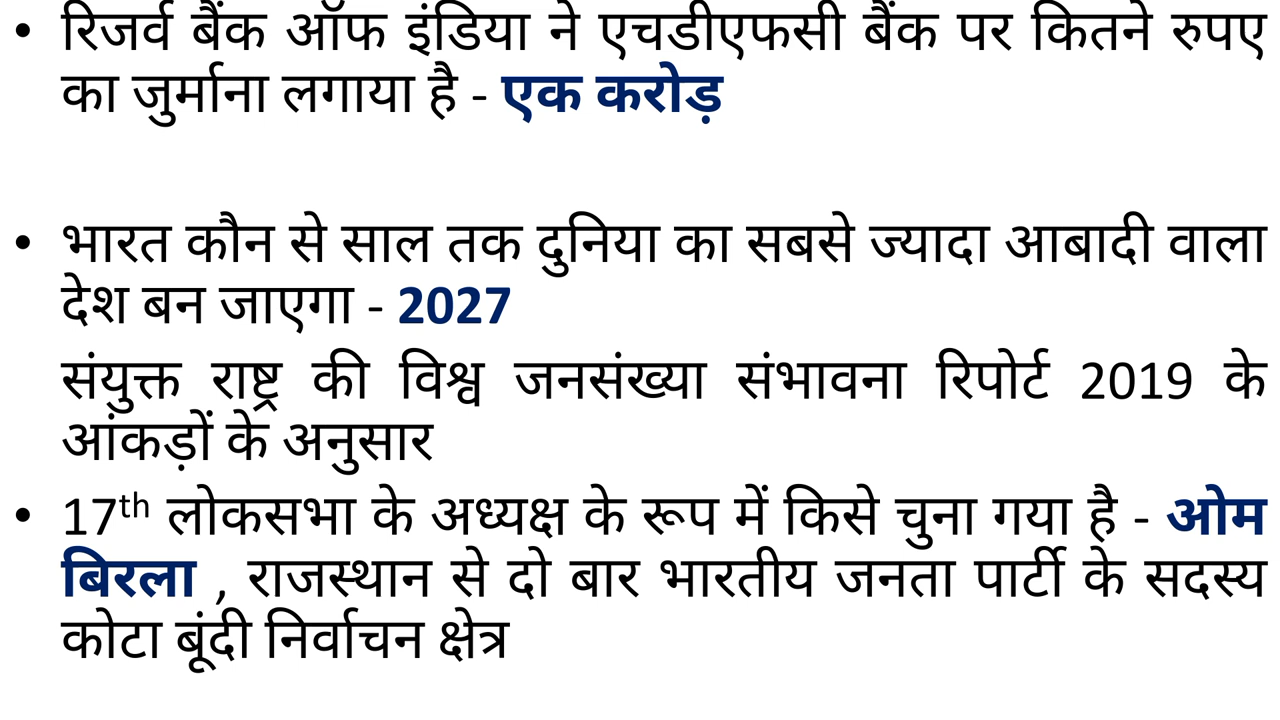 • रिजर्व बैंक ऑफ इंडिया ने एचडीएफसी बैंक पर कितने रुपए
का जुर्माना लगाया है - एक करोड़
• भारत कौन से साल तक दुनिया का सबसे ज्यादा आबादी वाला
देश बन जाएगा - 2027
संयुक्त राष्ट्र की विश्व जनसंख्या संभावना रिपोर्ट 2019 के
आंकड़ों के अनुसार
• 17th लोकसभा के अध्यक्ष के रूप में किसे चुना गया है - ओम
बिरला , राजस्थान से दो बार भारतीय जनता पार्टी के सदस्य
कोटा बूंदी निर्वाचन क्षेत्र